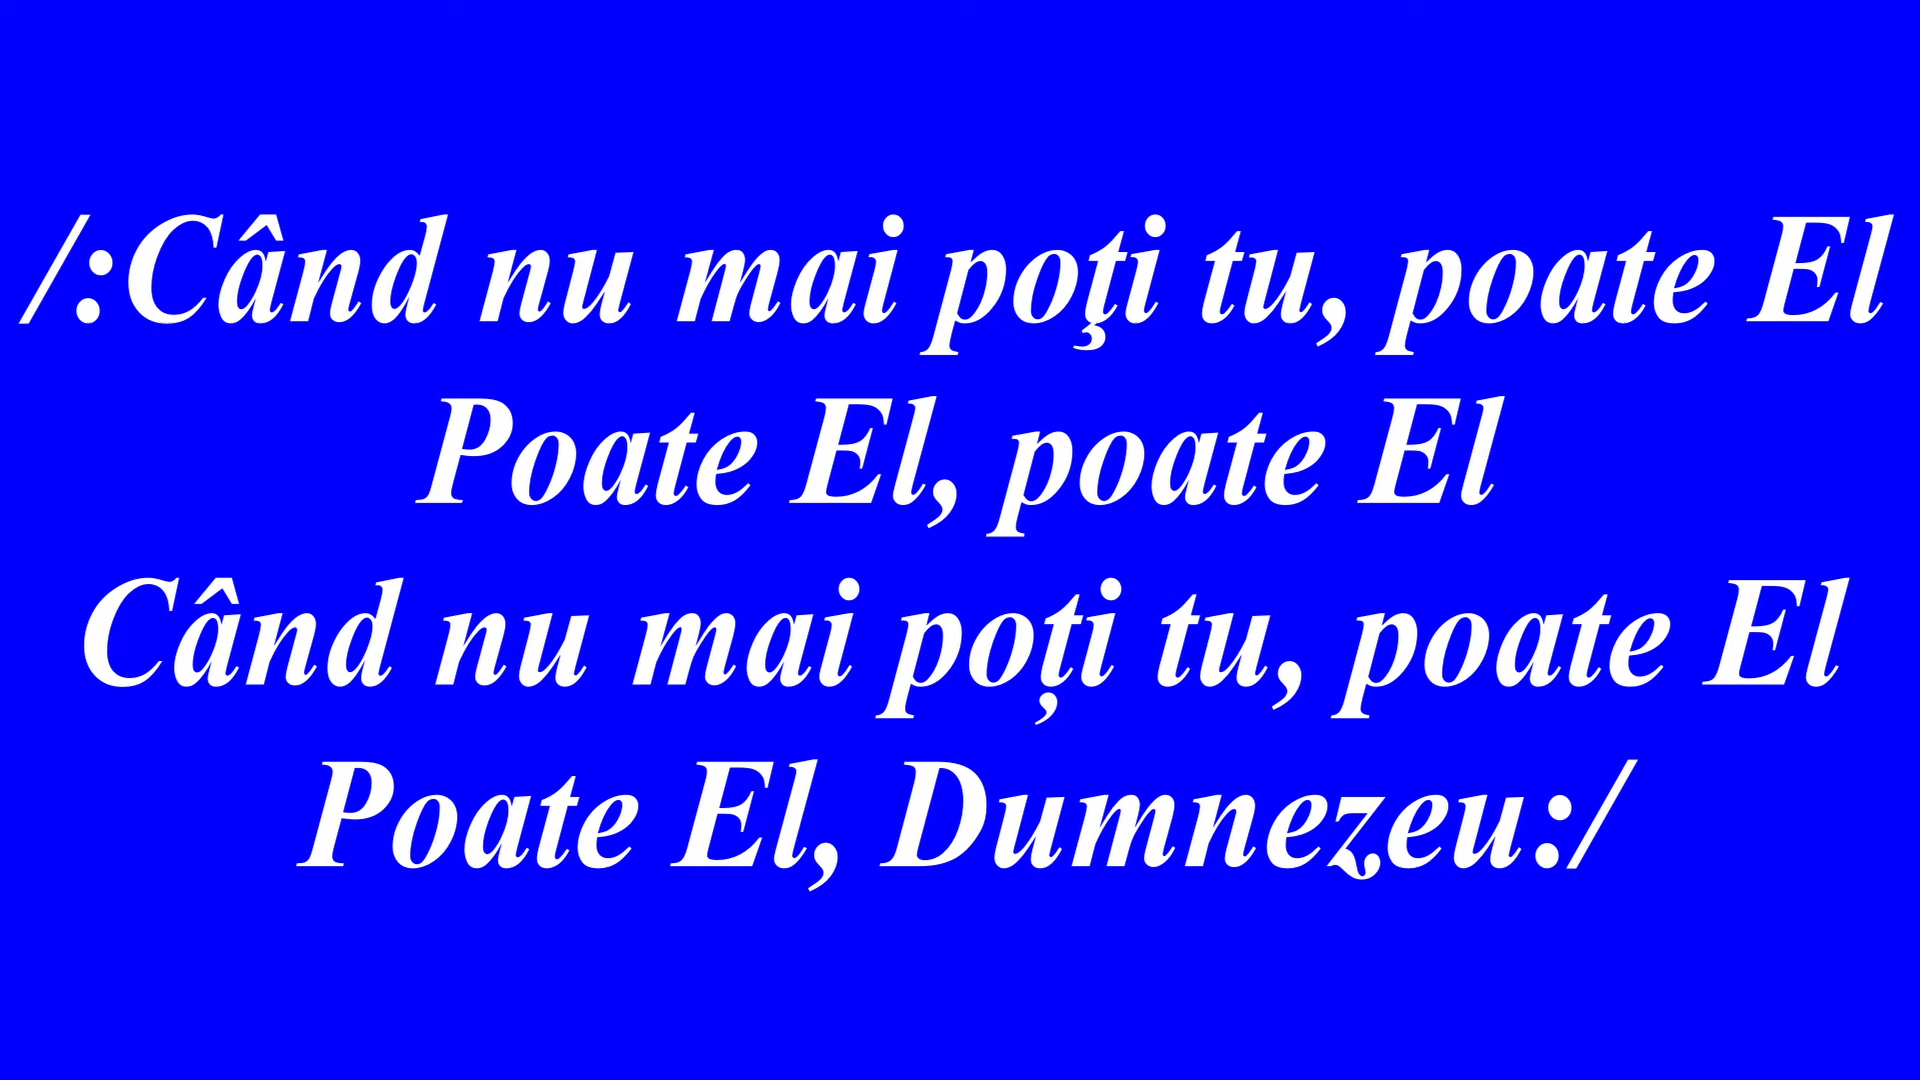 /:Când nu mai poţi tu, poate El
Poate El, poate El
Când nu mai poți tu, poate El
Poate El, Dumnezeu:/